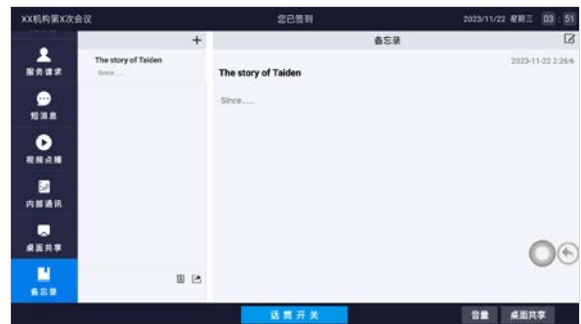 XX机构第X次会议
您已签到
2023/11/22 星期三 03 : 51
服务请求
短消息
视频点播
内部通讯
桌面共享
备忘录
+
The story of Taiden
Since......
备忘录
2023-11-22 2:26:6
The story of Taiden
Since......
话筒开关
音量
桌面共享